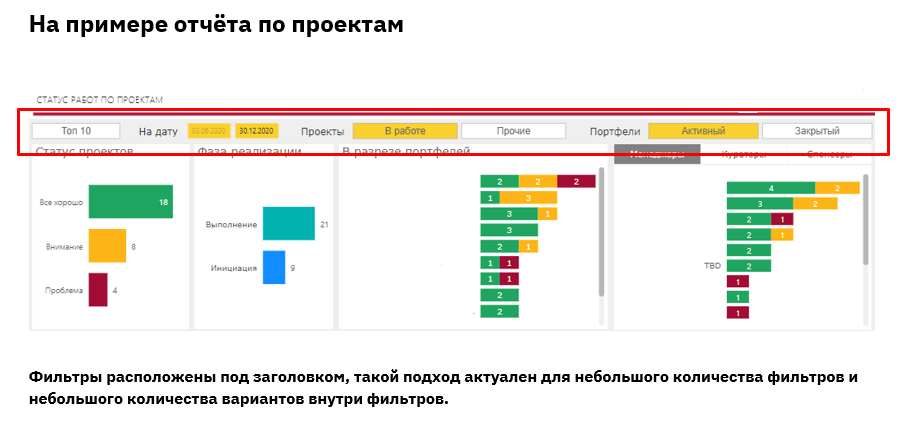 На примере отчёта по проектам
СТАТУС РАБОТ ПО ПРОЕКТАМ
Топ 10 На дату 03.06.2020 30.12.2020 Проекты В работе Прочие Портфели Активный Закрытый
Статус проектов Фаза реализации В разрезе портфелей Менеджеры Кураторы Спонсоры
Все хорошо 18
Внимание 8
Проблема 4
Выполнение 21
Инициация 9
2 2 2
1 3
3 1
3
2 1
1 1
1 1
2
2
4 2
3 2
2 1
2 1
2
TBD 2
1
1
1
Фильтры расположены под заголовком, такой подход актуален для небольшого количества фильтров и
небольшого количества вариантов внутри фильтров.